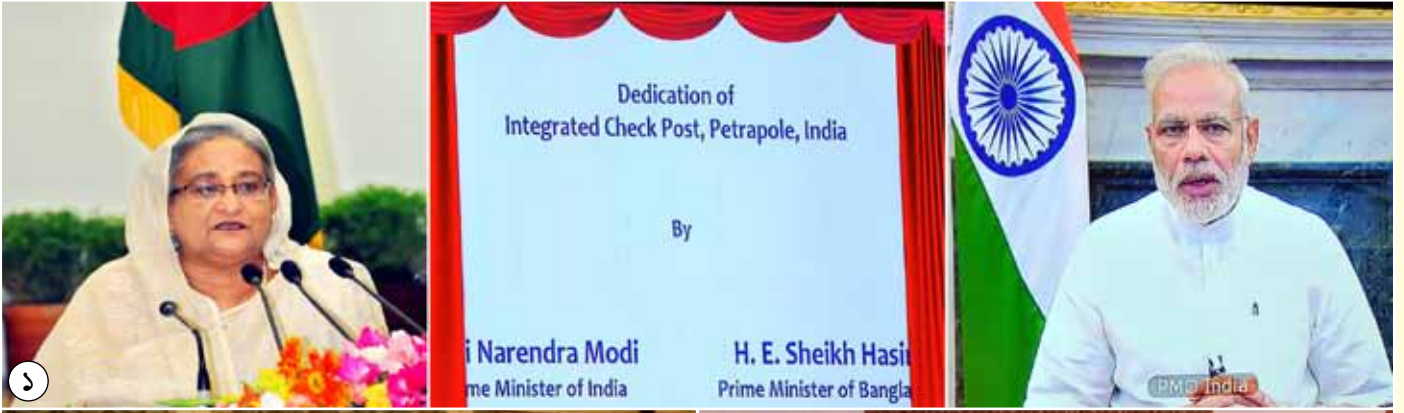 Dedication of
Integrated Check Post, Petrapole, India
By
i Narendra Modi
me Minister of India
H. E. Sheikh Hasi
Prime Minister of Bangla
PMO India
১